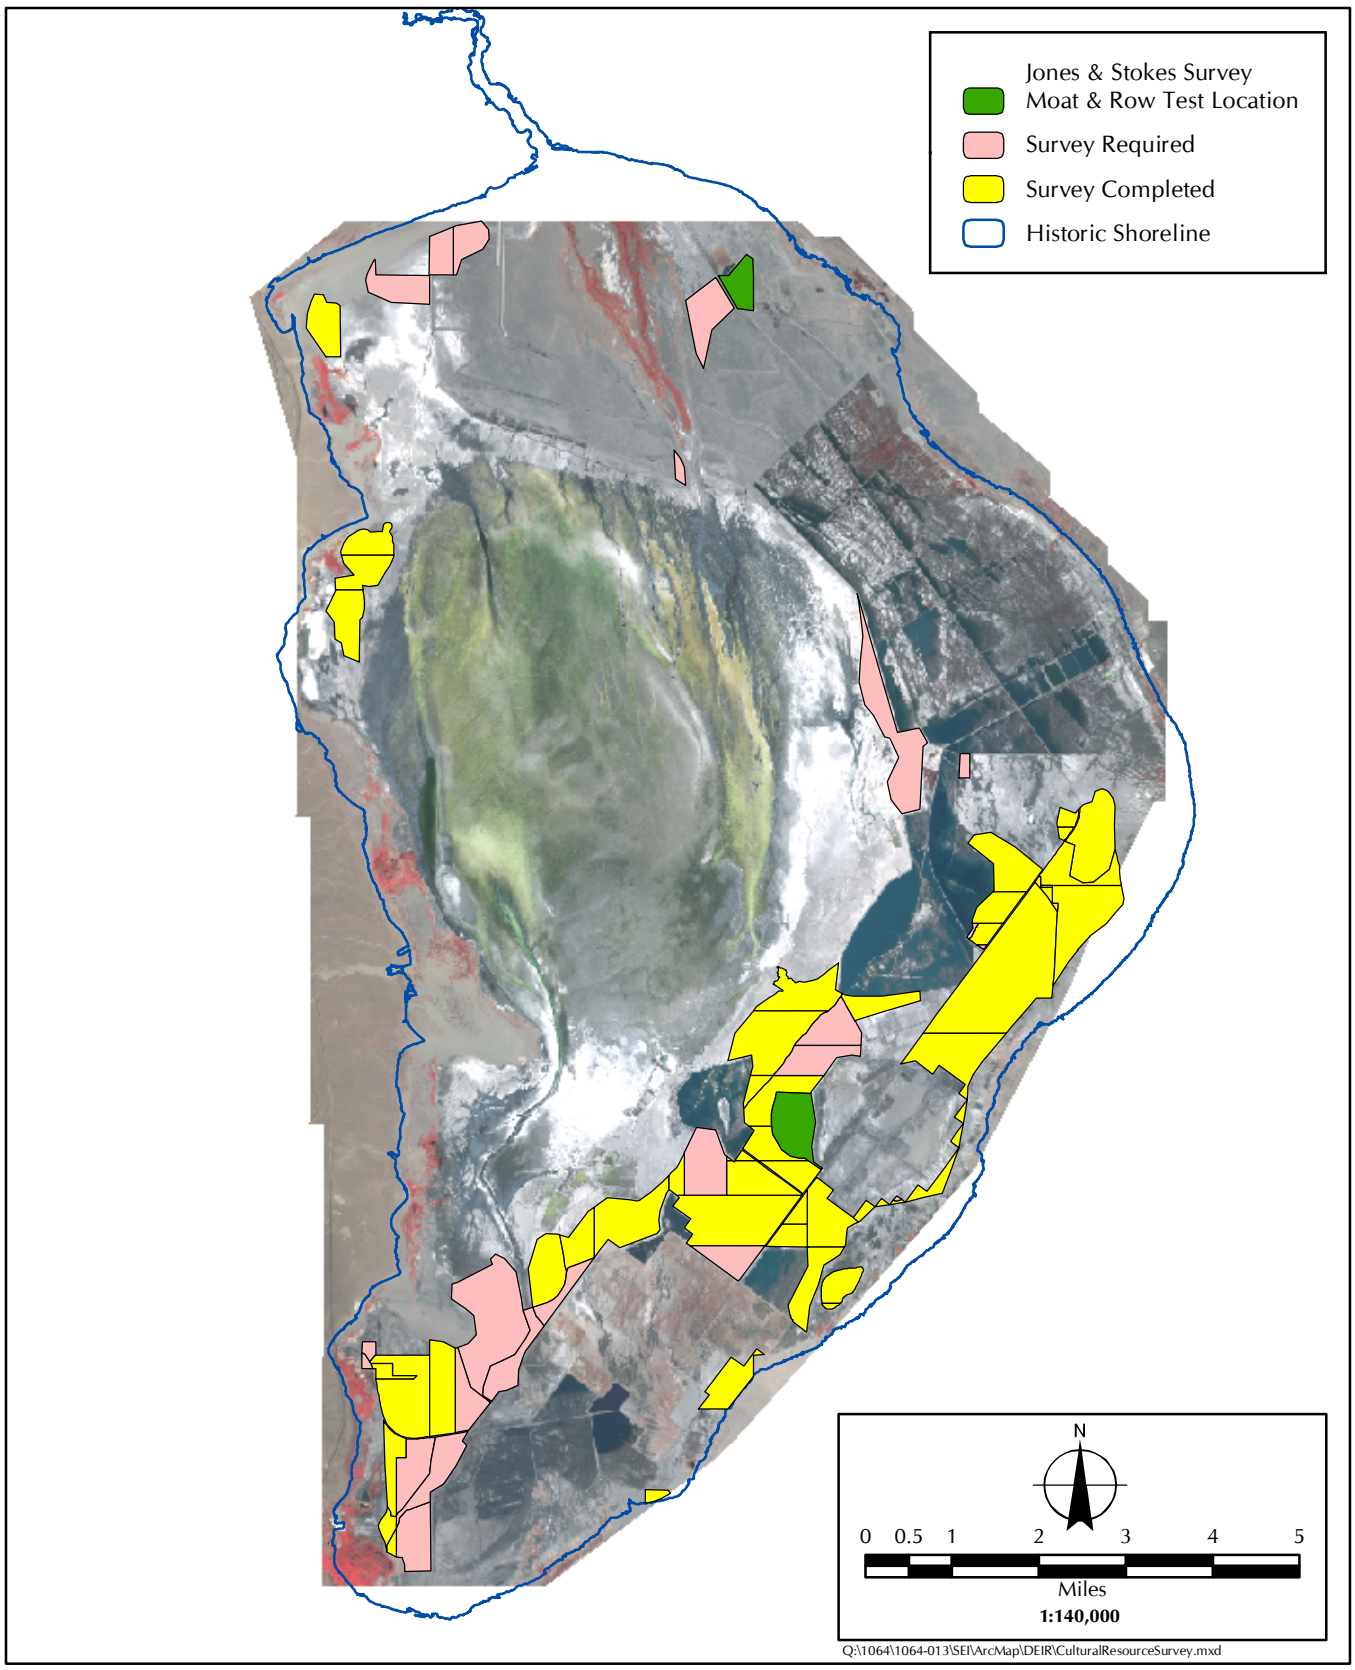 Jones & Stokes Survey
Moat & Row Test Location
Survey Required
Survey Completed
Historic Shoreline
N
0 0.5 1 2 3 4 5
Miles
1:140,000
Q:\1064\1064-013\SEI\ArcMap\DEIR\CulturalResourceSurvey.mxd